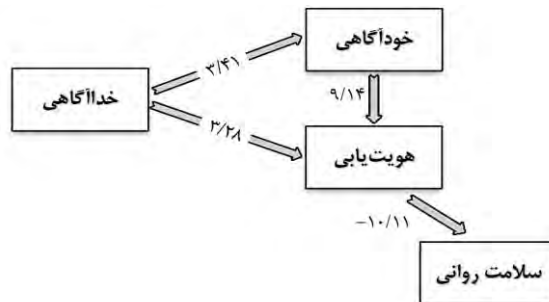 خودآگاهی
۳/۴۱
خداآگاهی
۹/۱۴
۳/۲۸
هویت‌یابی
-۱۰/۱۱
سلامت روانی